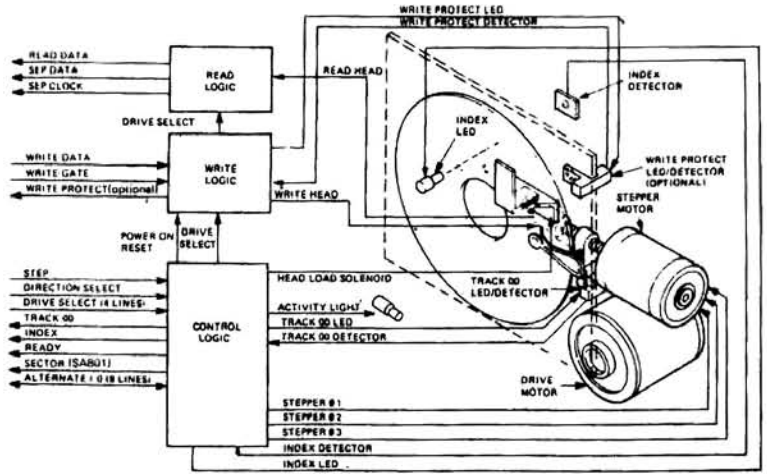 WRITE PROTECT LED
WRITE PROTECT DETECTOR
READ DATA
SEP DATA
SEP CLOCK
READ
LOGIC
READ HEAD
INDEX
DETECTOR
DRIVE SELECT
INDEX
LED
WRITE DATA
WRITE GATE
WRITE PROTECT(optional)
WRITE
LOGIC
WRITE HEAD
WRITE PROTECT
LED/DETECTOR
(OPTIONAL)
STEPPER
MOTOR
POWER ON
RESET
DRIVE
SELECT
STEP
DIRECTION SELECT
DRIVE SELECT (4 LINES)
TRACK 00
INDEX
READY
SECTOR (SA801)
ALTERNATE I/O (8 LINES)
CONTROL
LOGIC
HEAD LOAD SOLENOID
ACTIVITY LIGHT
TRACK 00 LED
TRACK 00 DETECTOR
TRACK 00
LED/DETECTOR
DRIVE
MOTOR
STEPPER 01
STEPPER 02
STEPPER 03
INDEX DETECTOR
INDEX LED